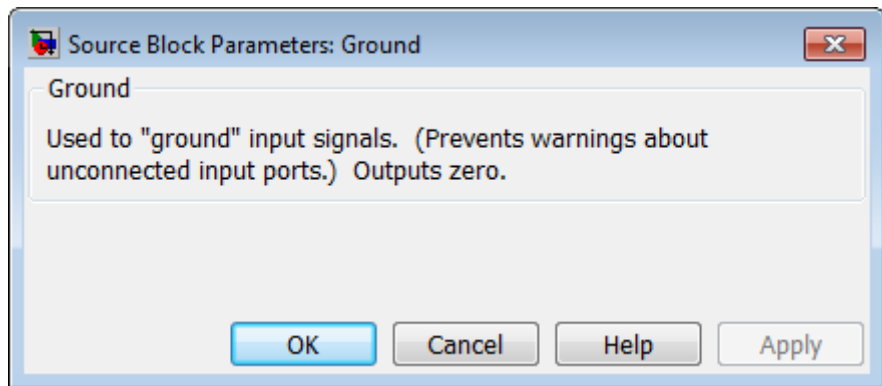 Source Block Parameters: Ground
Ground
Used to "ground" input signals.  (Prevents warnings about
unconnected input ports.)  Outputs zero.
OK Cancel Help Apply